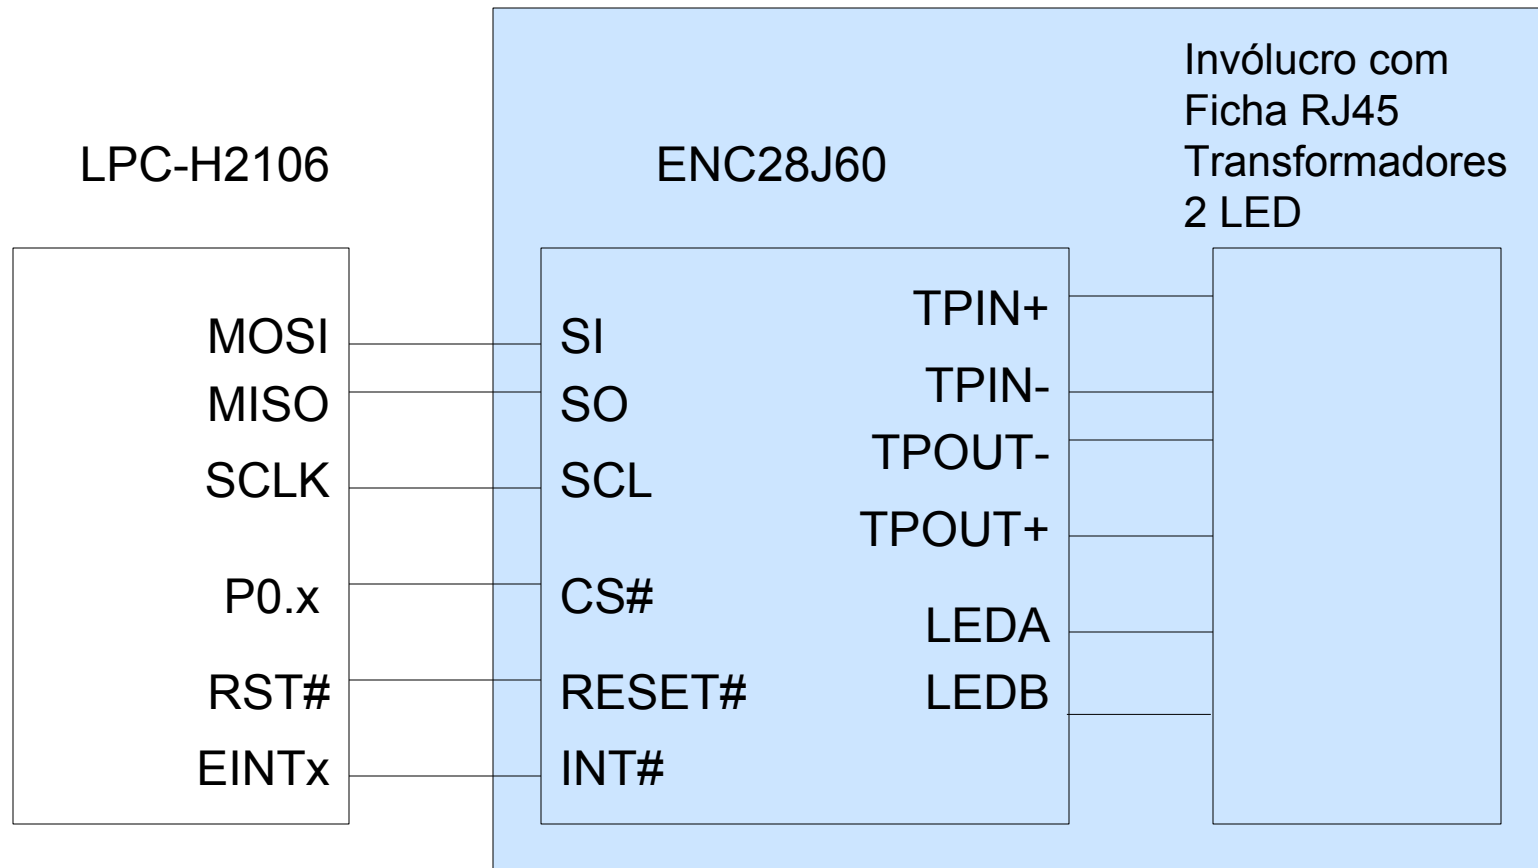 Invólucro com
Ficha RJ45
Transformadores
2 LED
LPC-H2106
ENC28J60
MOSI
MISO
SCLK
P0.x
RST#
EINTx
SI
SO
SCL
CS#
RESET#
INT#
TPIN+
TPIN-
TPOUT-
TPOUT+
LEDA
LEDB